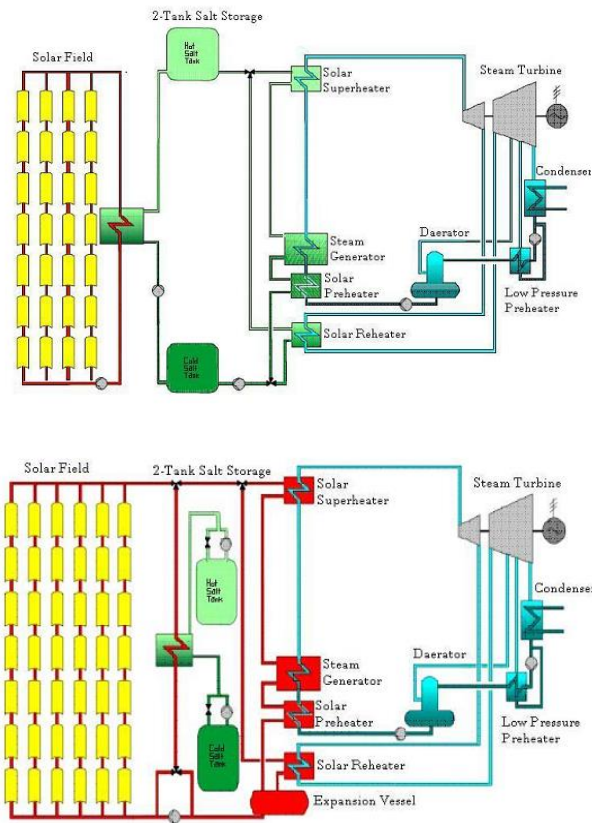 2-Tank Salt Storage
Solar Field
Hot
Salt
Tank
Solar
Superheater
Steam Turbine
Condenser
Steam
Generator
Daerator
Solar
Preheater
Low Pressure
Preheater
Solar Reheater
Cold
Salt
Tank
Solar Field
2-Tank Salt Storage
Solar
Superheater
Steam Turbine
Hot
Salt
Tank
Condenser
Steam
Generator
Daerator
Solar
Preheater
Low Pressure
Preheater
Cold
Salt
Tank
Solar Reheater
Expansion Vessel